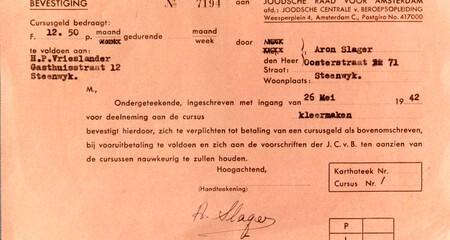 BEVESTIGING № 7194 aan JOODSCHE RAAD VOOR AMSTERDAM
afd. JOODSCHE CENTRALE v. BEROEPSOPLEIDING
Weesperplein 4, Amsterdam C., Postgiro No. 417000
Cursusgeld bedraagt:
F. 12.50 p. maand gedurende maand door
week
te voldoen aan: den Heer Aron Slager
H.P.Vrieslander Straat: Oosterstraat 71
Gasthuisstraat 12 Woonplaats: Steenwyk.
Steenwyk.
M.,
Ondergeteekende, ingeschreven met ingang van 26 Mei 1942,
voor deelneming aan de cursus kleermaken
bevestigt hierdoor, zich te verplichten tot betaling van een cursusgeld als bovenomschreven,
bij vooruitbetaling te voldoen en zich aan de voorschriften der J.C.v.B. ten aanzien van
de cursussen nauwkeurig te zullen houden.
Hoogachtend,
Karthoteek Nr.
Cursus Nr. 1
(Handteekening)
A. Slager
P
I